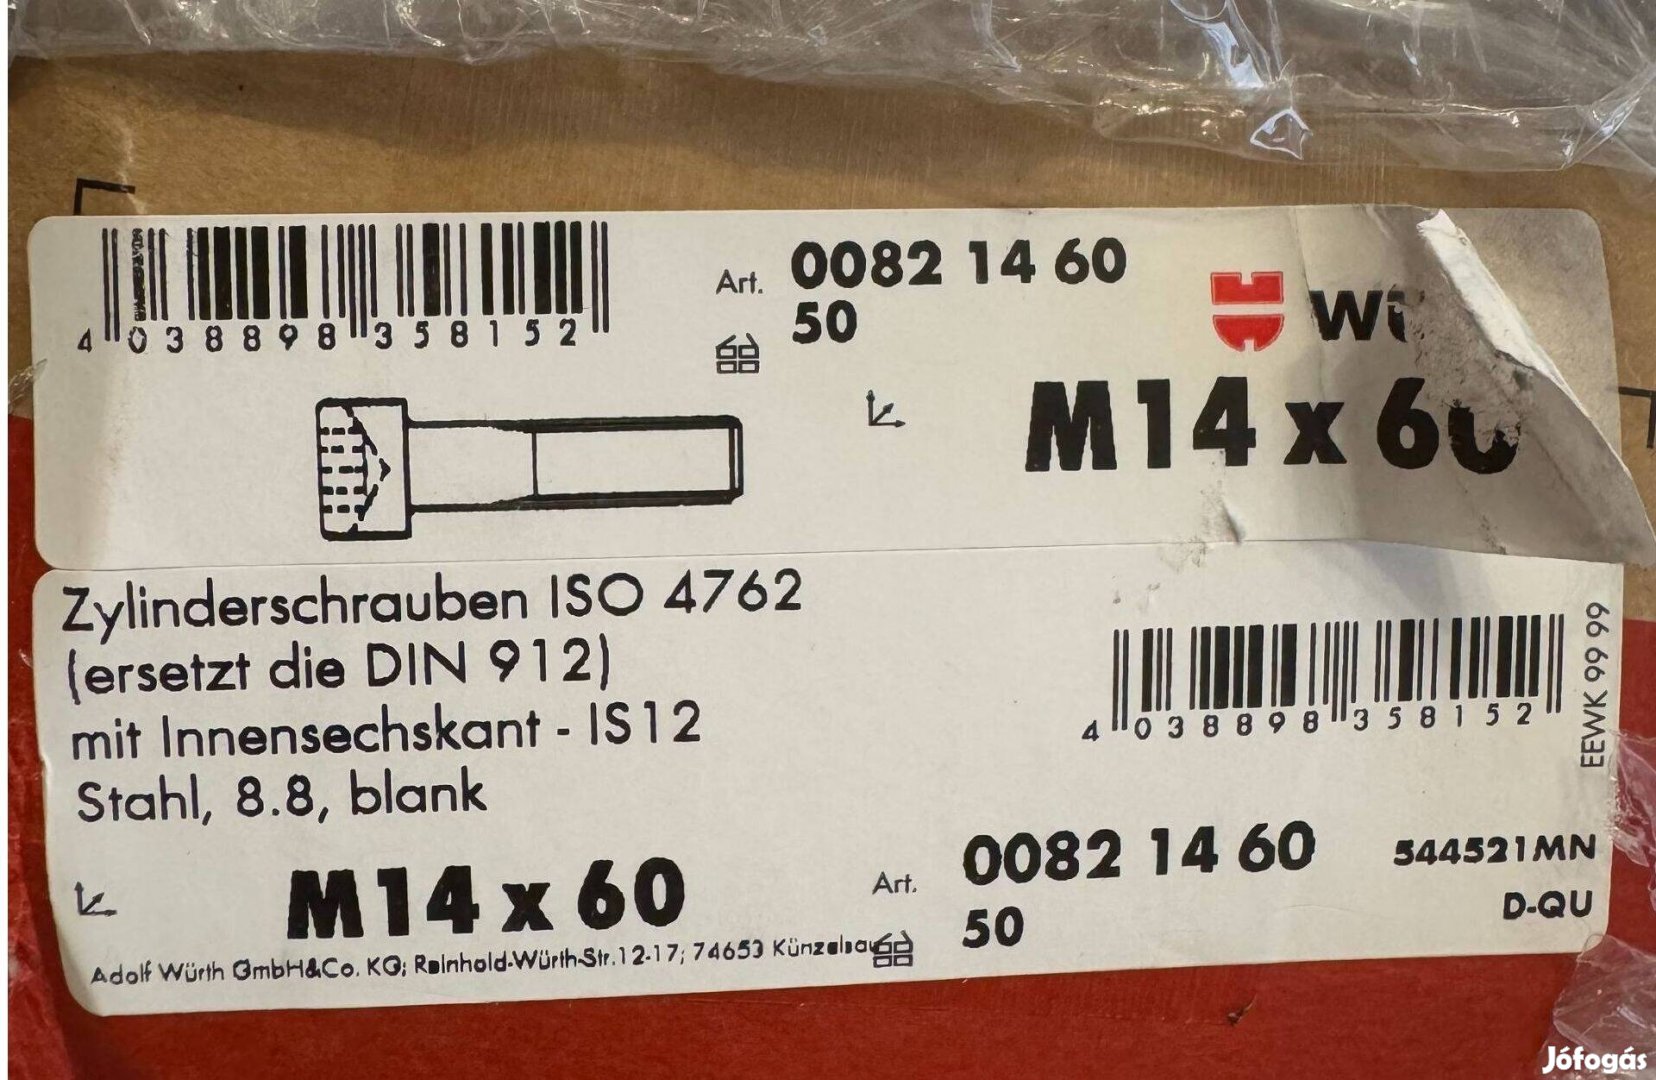 4 038898 358152
Art. 0082 14 60
50
M14 x 60
Zylinderschrauben ISO 4762
(ersetzt die DIN 912)
mit Innensechskant - IS12
Stahl, 8.8, blank
4 038898 358152
EEWK 99 99
M14 x 60
Art. 0082 14 60
50
544521MN
D-QU
Adolf Würth GmbH&Co. KG; Reinhold-Würth-Str.12-17; 74653 Künzelsau
Jófogás